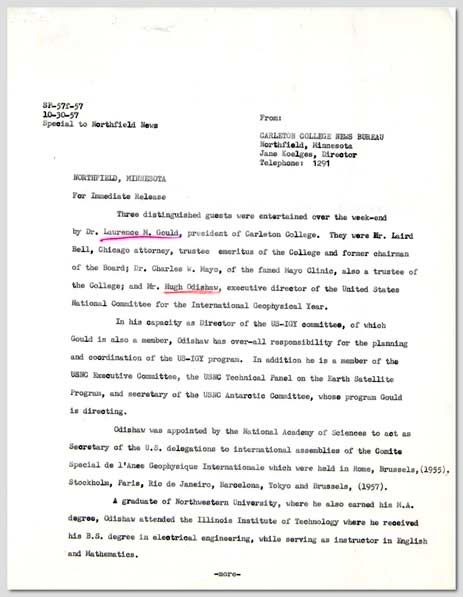 SP-57f-57
10-30-57
Special to Northfield News
From:
CARLETON COLLEGE NEWS BUREAU
Northfield, Minnesota
Jane Koelges, Director
Telephone: 1291
NORTHFIELD, MINNESOTA
For Immediate Release
Three distinguished guests were entertained over the week-end
by Dr. Laurence M. Gould, president of Carleton College. They were Mr. Laird
Bell, Chicago attorney, trustee emeritus of the College and former chairman
of the Board; Dr. Charles W. Mayo, of the famed Mayo Clinic, also a trustee of
the College; and Mr. Hugh Odishaw, executive director of the United States
National Committee for the International Geophysical Year.
In his capacity as Director of the US-IGY committee, of which
Gould is also a member, Odishaw has over-all responsibility for the planning
and coordination of the US-IGY program. In addition he is a member of the
USNC Executive Committee, the USNC Technical Panel on the Earth Satellite
Program, and secretary of the USNC Antarctic Committee, whose program Gould
is directing.
Odishaw was appointed by the National Academy of Sciences to act as
Secretary of the U.S. delegations to international assemblies of the Comite
Special de l'Anee Geophysique Internationale which were held in Rome, Brussels,(1955),
Stockholm, Paris, Rio de Janeiro, Barcelona, Tokyo and Brussels, (1957).
A graduate of Northwestern University, where he also earned his M.A.
degree, Odishaw attended the Illinois Institute of Technology where he received
his B.S. degree in electrical engineering, while serving as instructor in English
and Mathematics.
-more-